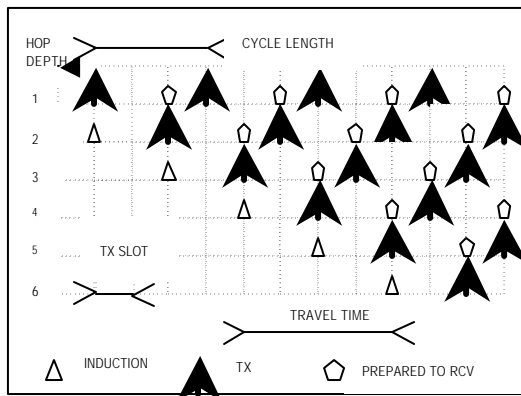 HOP
DEPTH
CYCLE LENGTH
1
2
3
4
5
TX SLOT
6
TRAVEL TIME
INDUCTION
TX
PREPARED TO RCV